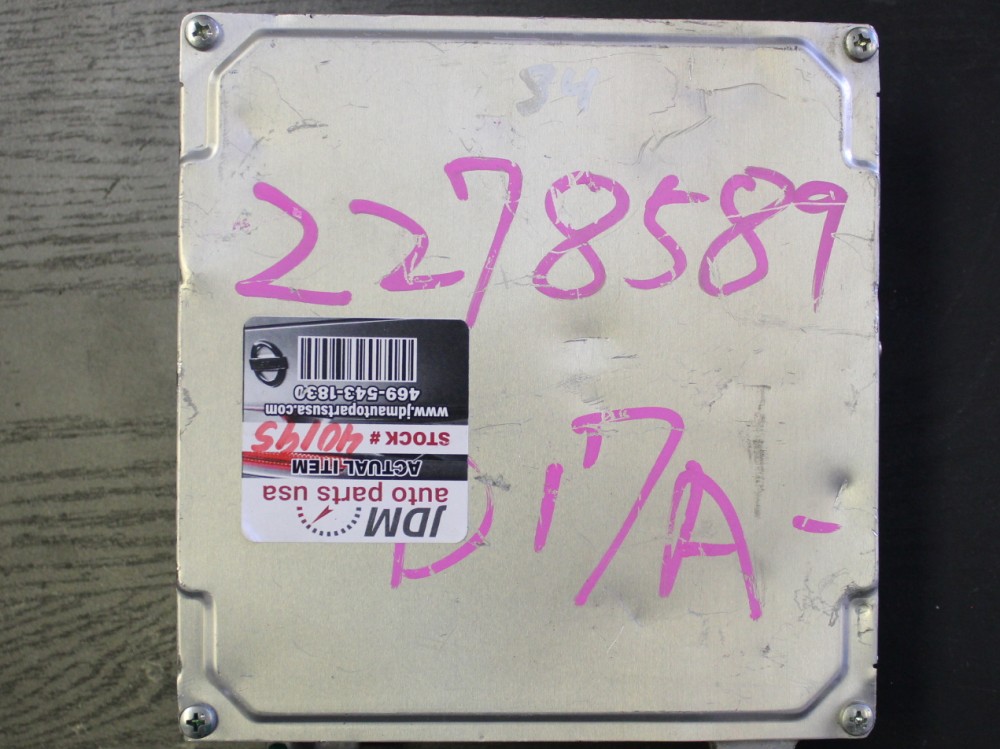 34
2278589
D17A-
JDM
auto parts usa
ACTUAL ITEM
STOCK # 40195
www.jdmautopartsusa.com
469-543-1830